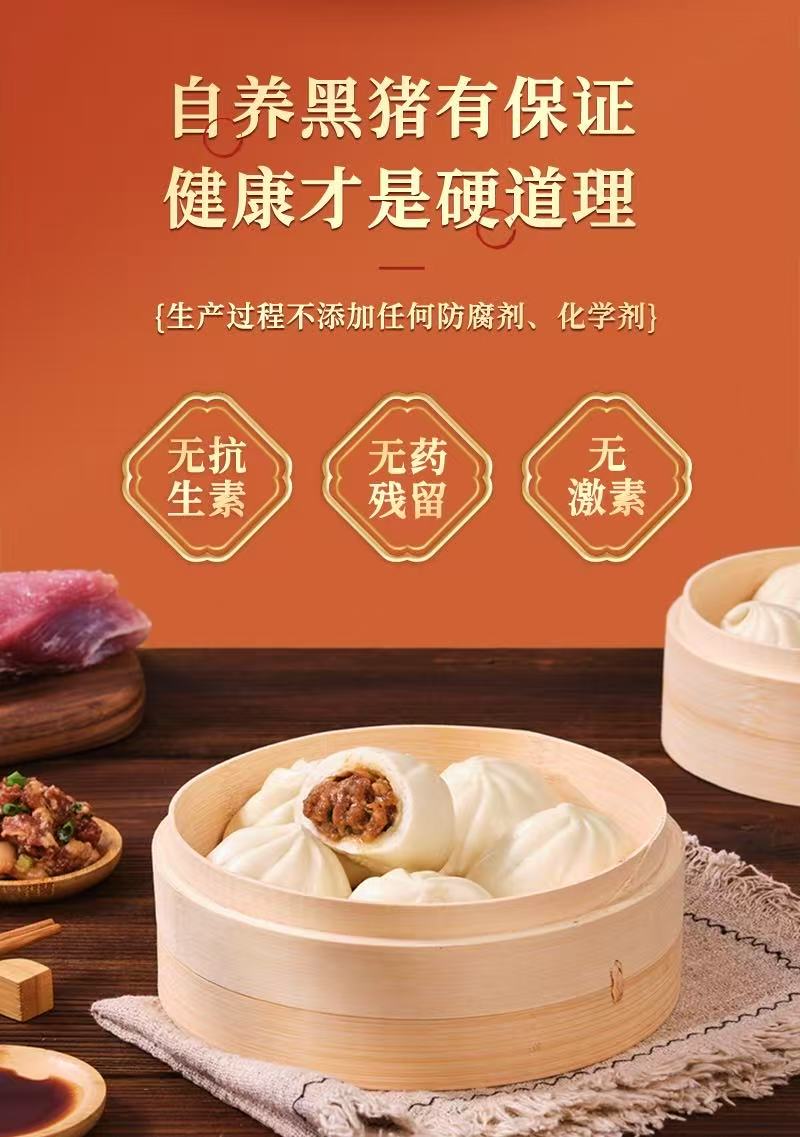 自养黑猪有保证
健康才是硬道理
{生产过程不添加任何防腐剂、化学剂}
无抗
生素
无药
残留
无
激素